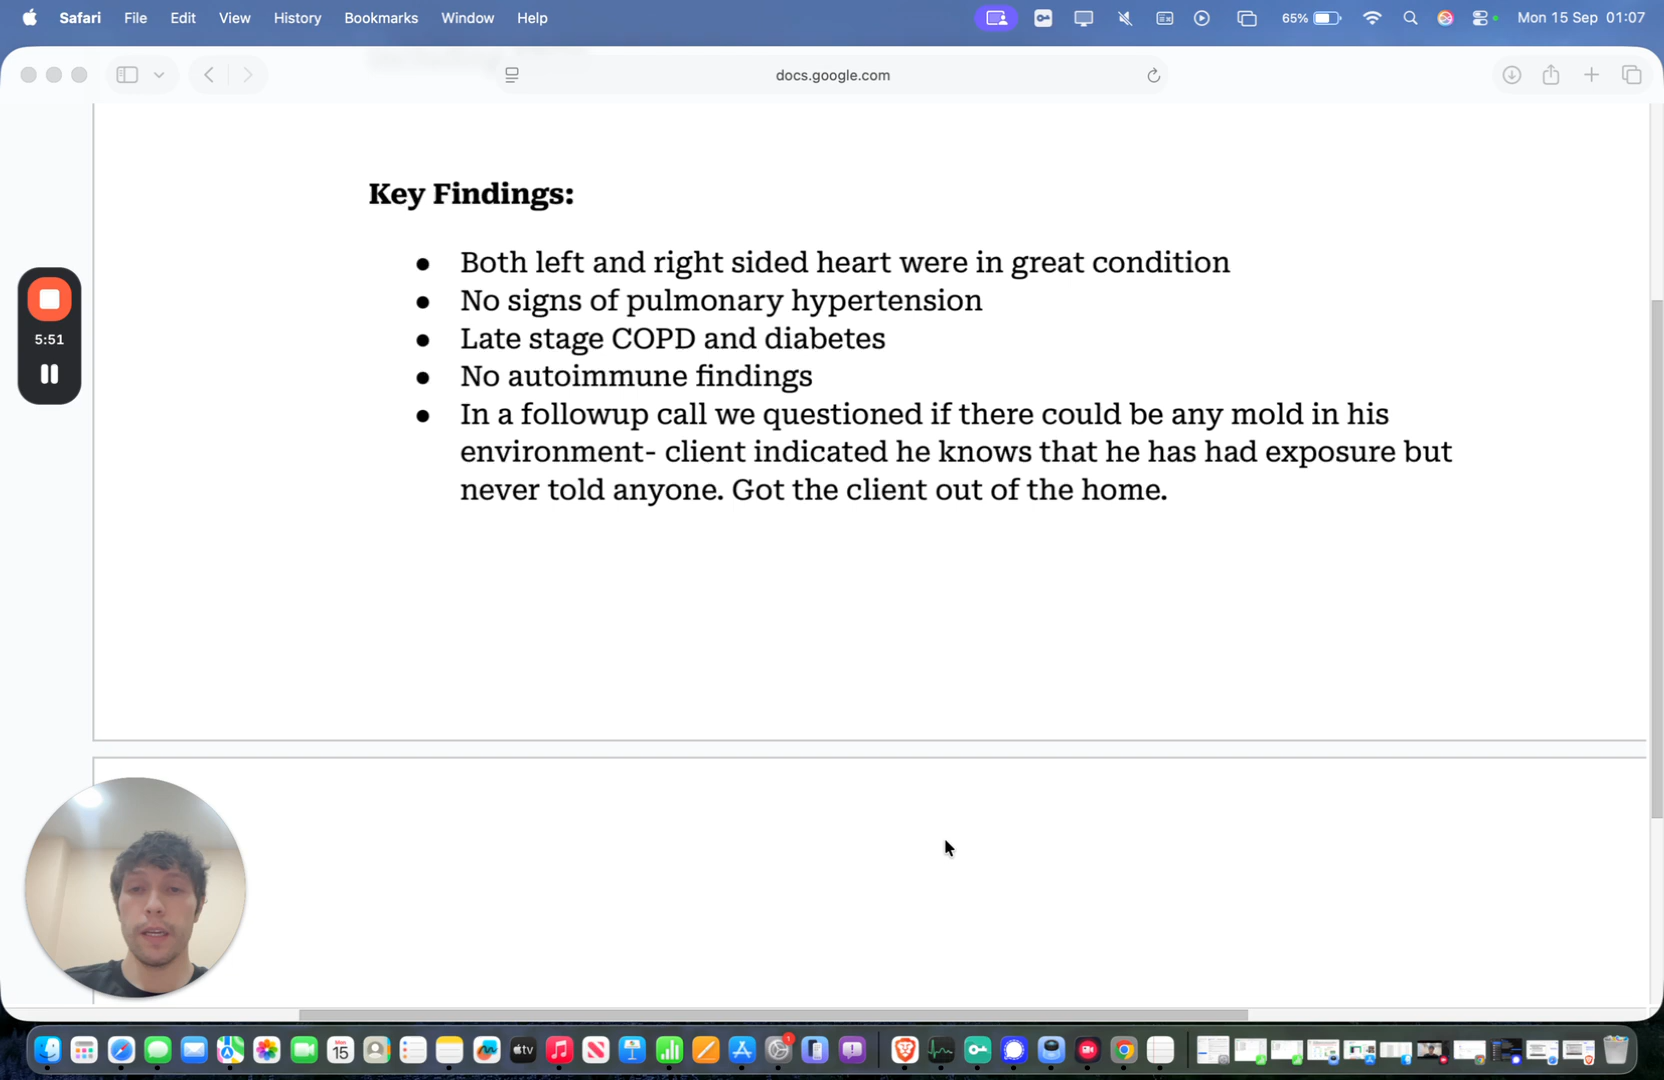 Safari File Edit View History Bookmarks Window Help 65% Mon 15 Sep 01:07
docs.google.com
Key Findings:
● Both left and right sided heart were in great condition
● No signs of pulmonary hypertension
● Late stage COPD and diabetes
● No autoimmune findings
● In a followup call we questioned if there could be any mold in his
environment- client indicated he knows that he has had exposure but
never told anyone. Got the client out of the home.
5:51
15
tv
1